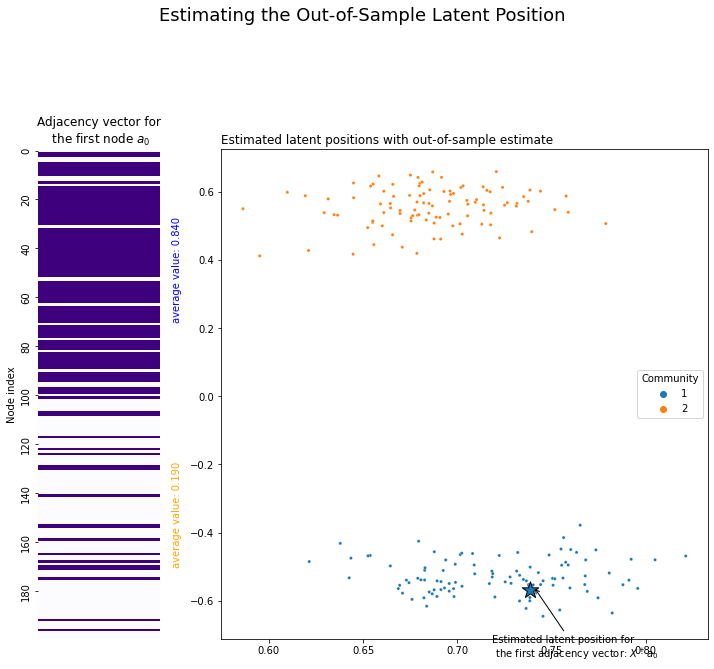 Estimating the Out-of-Sample Latent Position
Adjacency vector for
the first node a₀
Node index
0
20
40
60
80
100
120
140
160
180
average value: 0.840
average value: 0.190
Estimated latent positions with out-of-sample estimate
0.6
0.4
0.2
0.0
−0.2
−0.4
−0.6
0.60
0.65
0.70
0.75
0.80
Community
1
2
Estimated latent position for
the first adjacency vector: